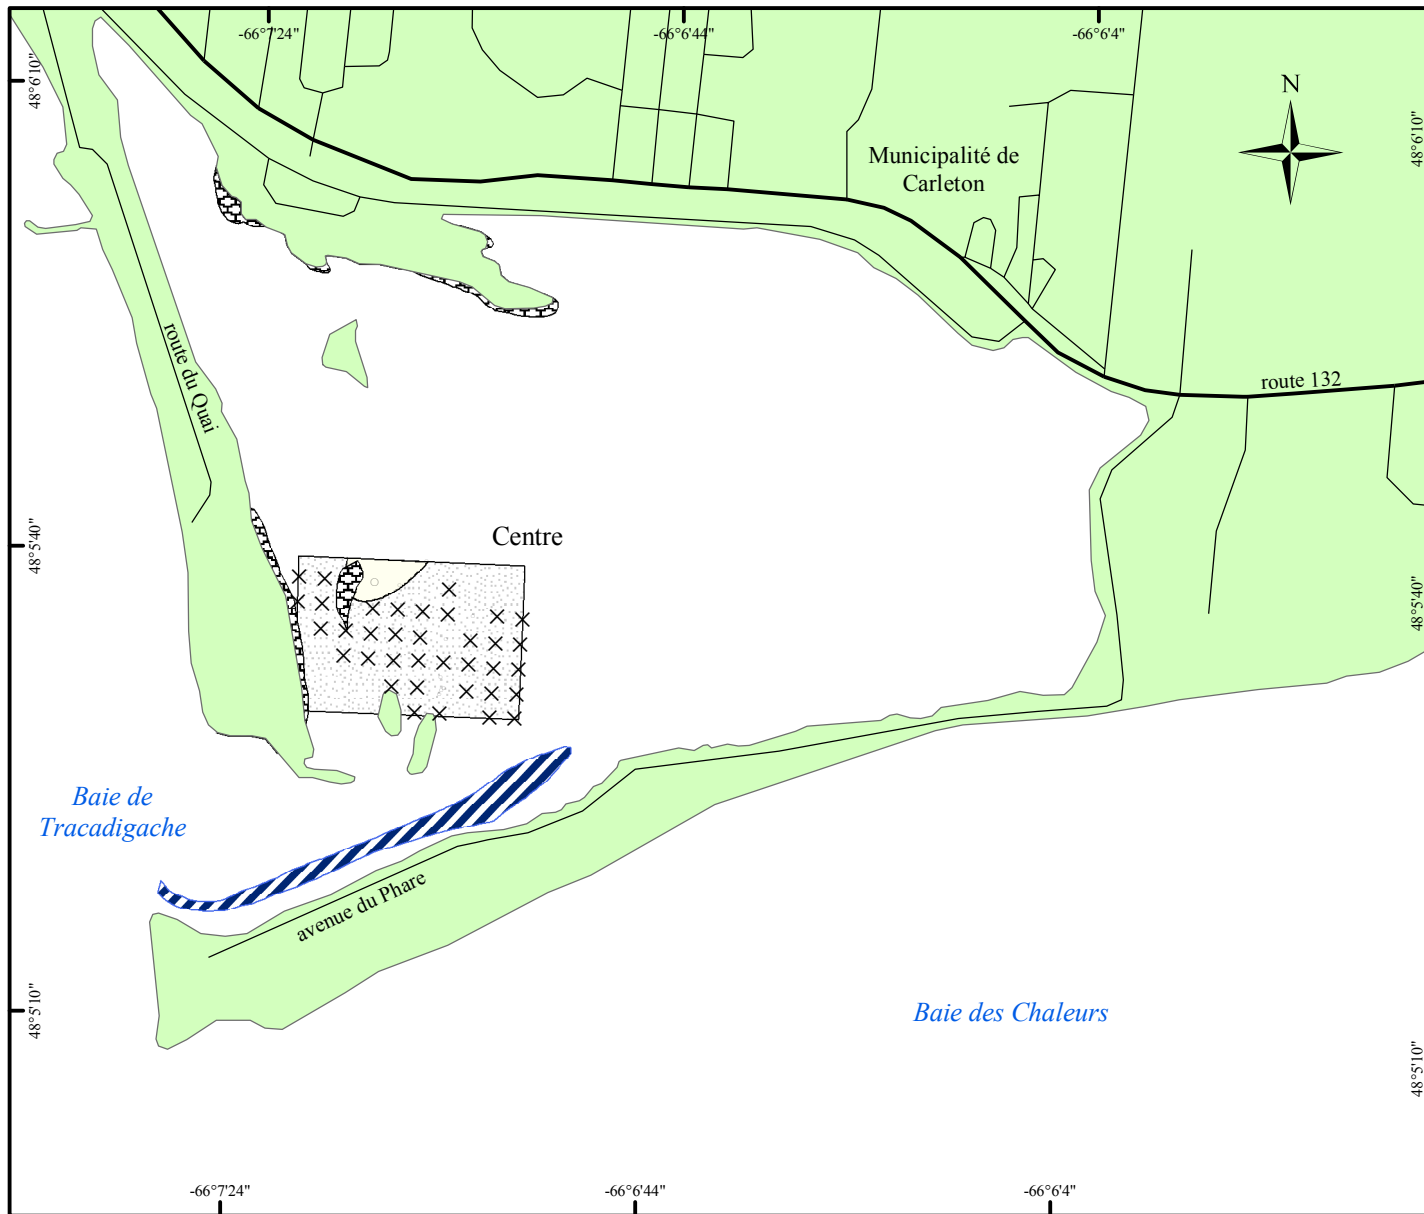 -66°7'24"
-66°6'44"
-66°6'4"
48°6'10"
N
48°6'10"
Municipalité de
Carleton
route du Quai
route 132
Centre
48°5'40"
48°5'40"
Baie de
Tracadigache
avenue du Phare
Baie des Chaleurs
48°5'10"
48°5'10"
-66°7'24"
-66°6'44"
-66°6'4"